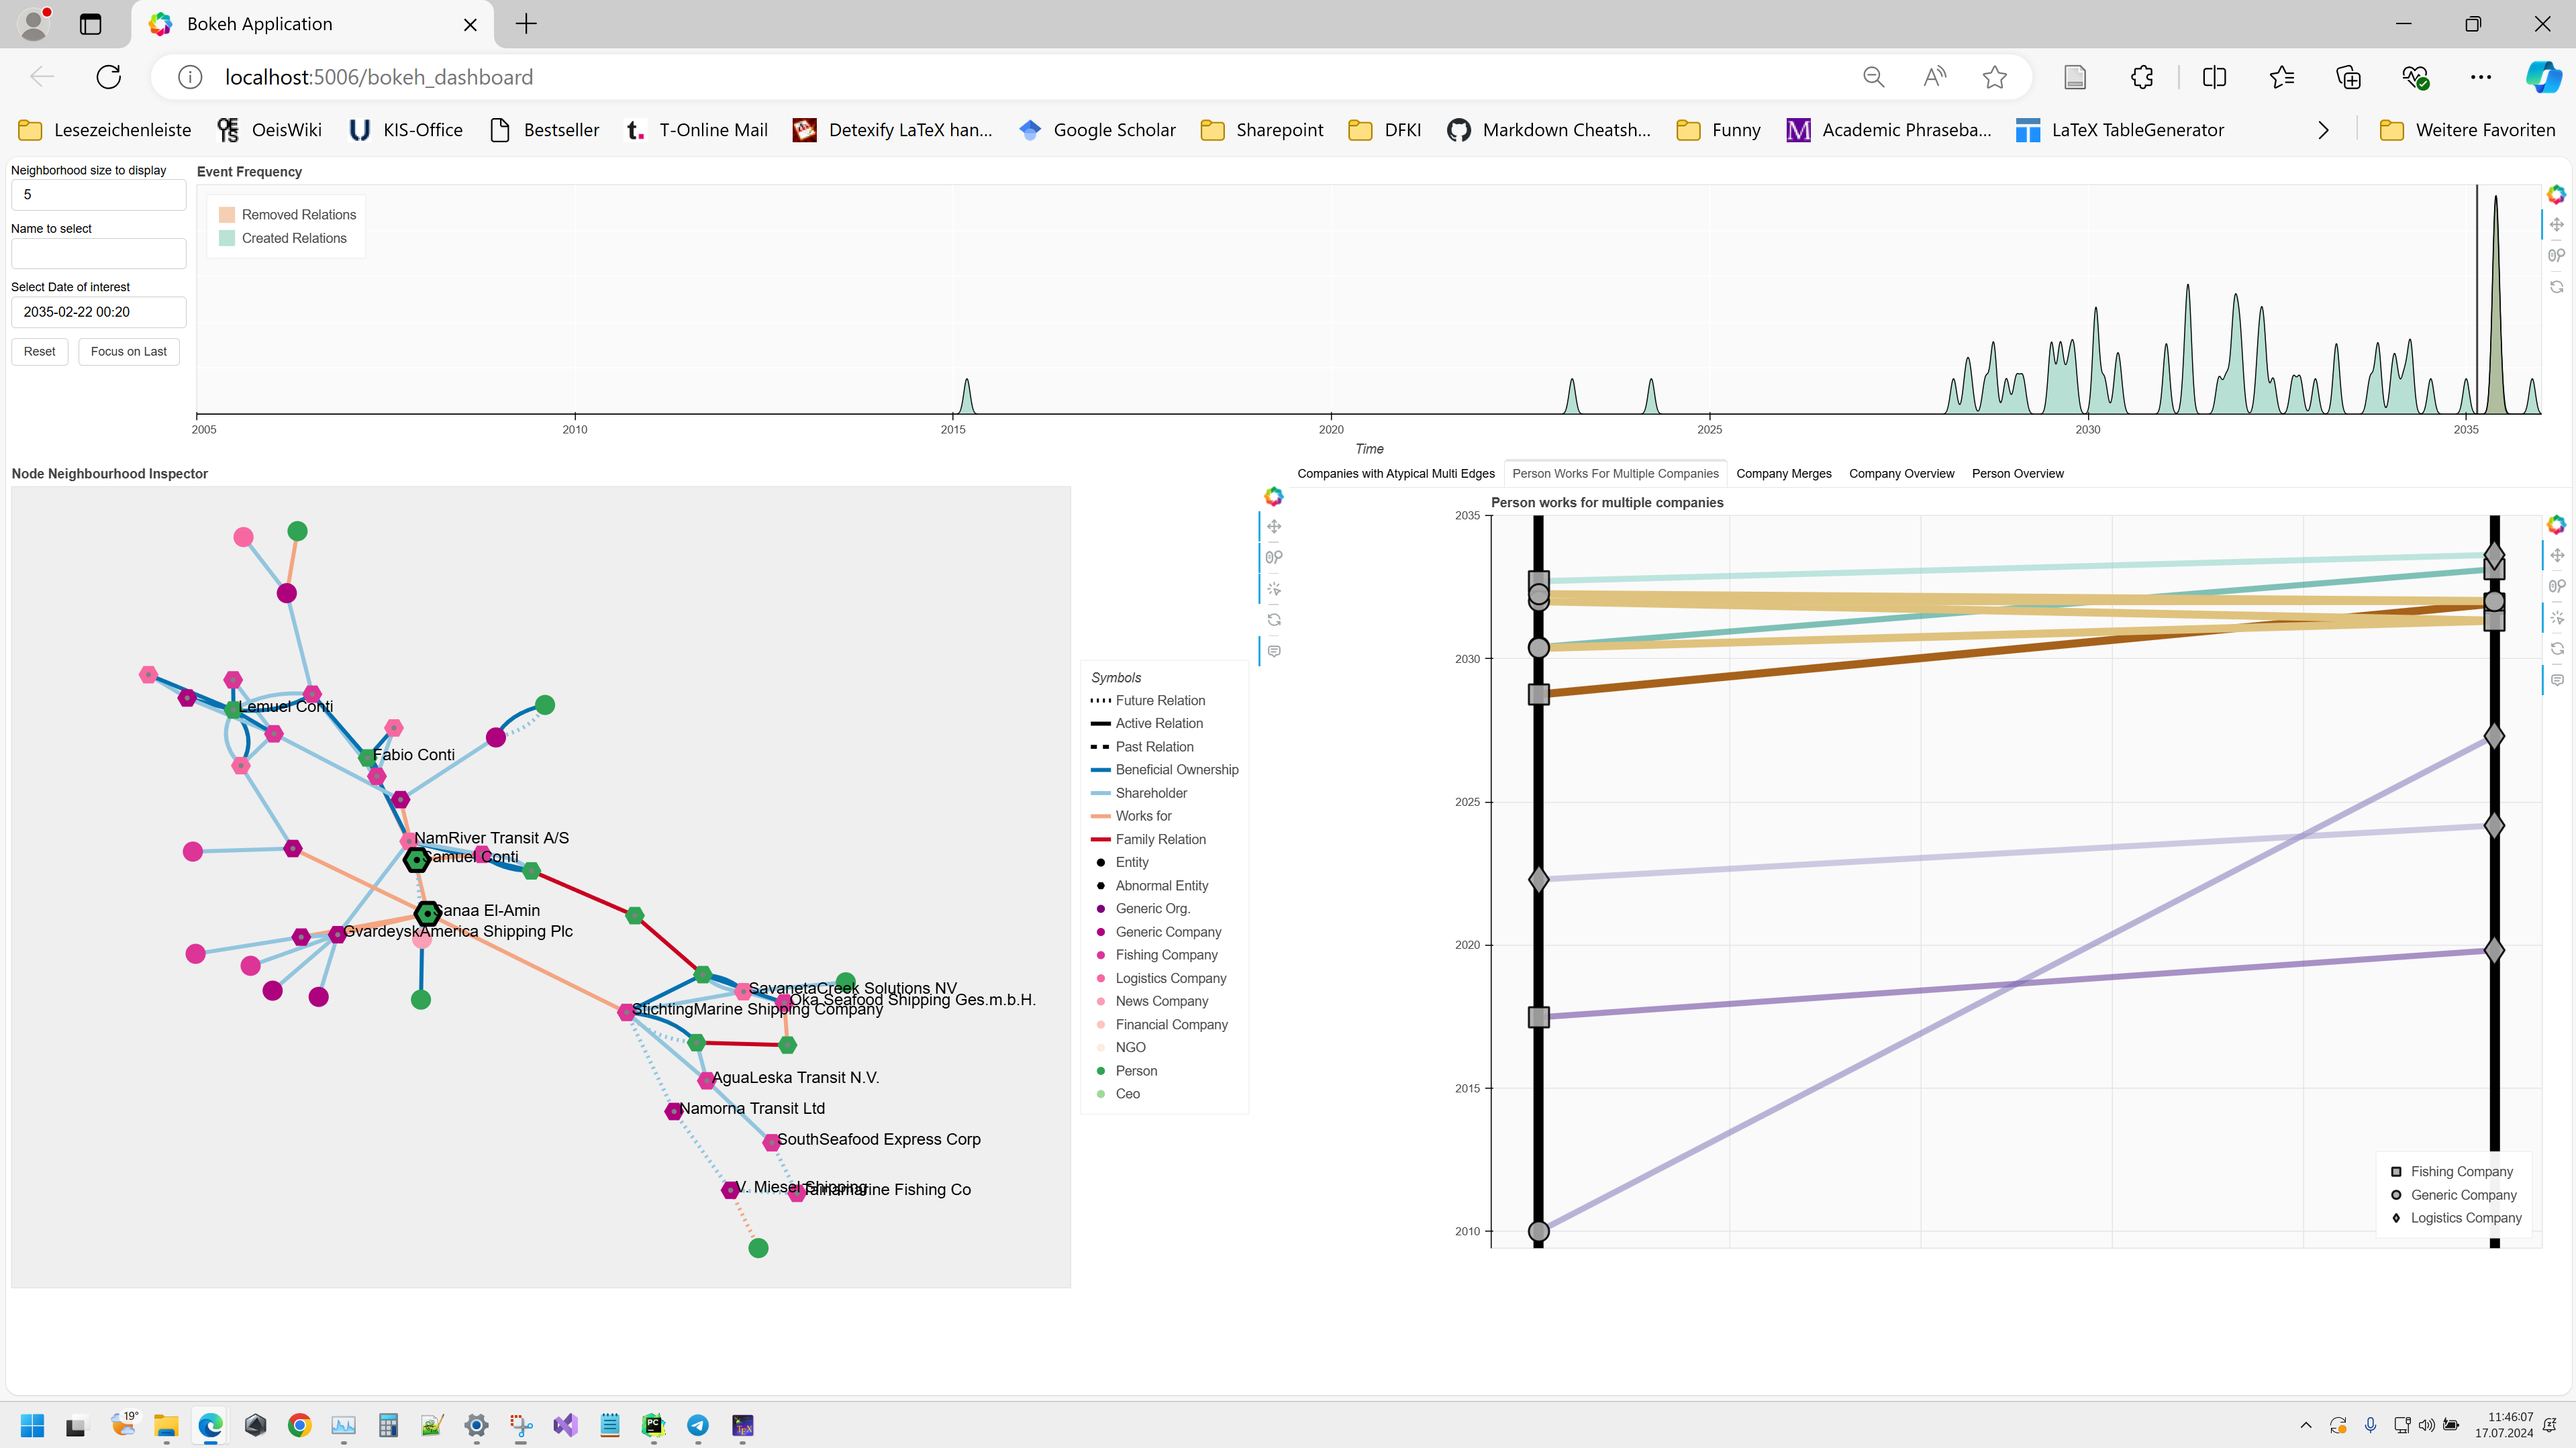 Bokeh Application
localhost:5006/bokeh_dashboard
Lesezeichenleiste
OEIS
OeisWiki
KIS-Office
Bestseller
t.
T-Online Mail
Detexify LaTeX han...
Google Scholar
Sharepoint
DFKI
Markdown Cheatsh...
Funny
M
Academic Phraseba...
LaTeX TableGenerator
Weitere Favoriten
Neighborhood size to display
5
Name to select
Select Date of interest
2035-02-22 00:20
Reset
Focus on Last
Event Frequency
Removed Relations
Created Relations
2005
2010
2015
2020
2025
2030
2035
Time
Node Neighbourhood Inspector
Lemuel Conti
Fabio Conti
NamRiver Transit A/S
Samuel Conti
Sanaa El-Amin
GvardeyskAmerica Shipping Plc
SavanetaCreek Solutions NV
Oka Seafood Shipping Ges.m.b.H.
StichtingMarine Shipping Company
AguaLeska Transit N.V.
Namorna Transit Ltd
SouthSeafood Express Corp
V. Miesel Shipping
Tainamarine Fishing Co
Symbols
Future Relation
Active Relation
Past Relation
Beneficial Ownership
Shareholder
Works for
Family Relation
Entity
Abnormal Entity
Generic Org.
Generic Company
Fishing Company
Logistics Company
News Company
Financial Company
NGO
Person
Ceo
Companies with Atypical Multi Edges
Person Works For Multiple Companies
Company Merges
Company Overview
Person Overview
Person works for multiple companies
2035
2030
2025
2020
2015
2010
Fishing Company
Generic Company
Logistics Company
19°
11:46:07
17.07.2024